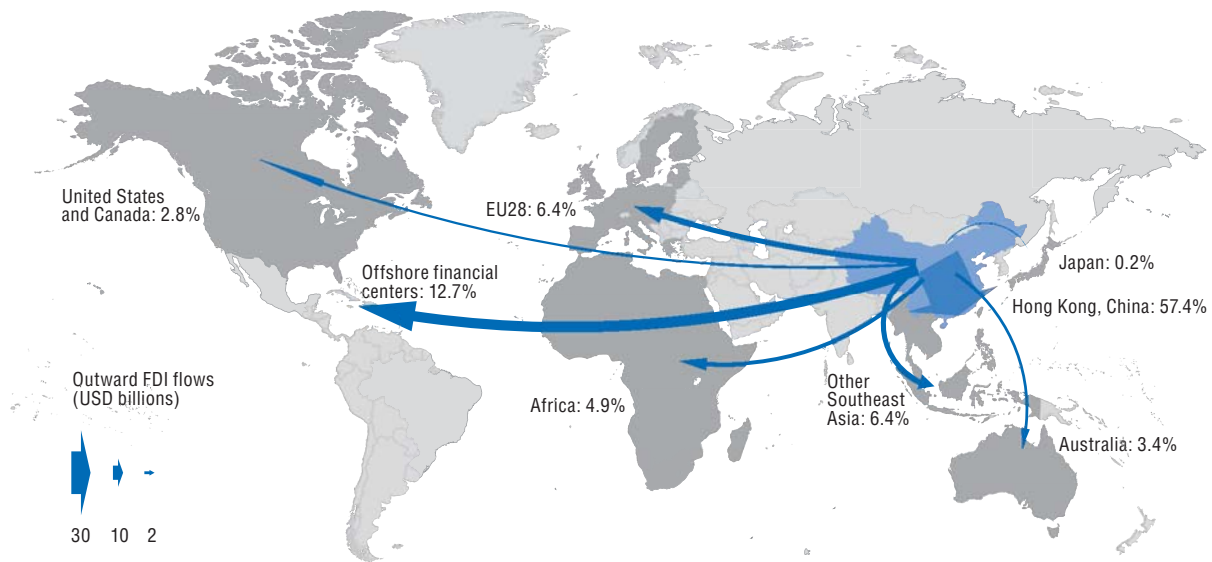 United States
and Canada: 2.8%
EU28: 6.4%
Offshore financial
centers: 12.7%
Japan: 0.2%
Hong Kong, China: 57.4%
Outward FDI flows
(USD billions)
Africa: 4.9%
Other
Southeast
Asia: 6.4%
Australia: 3.4%
30 10 2